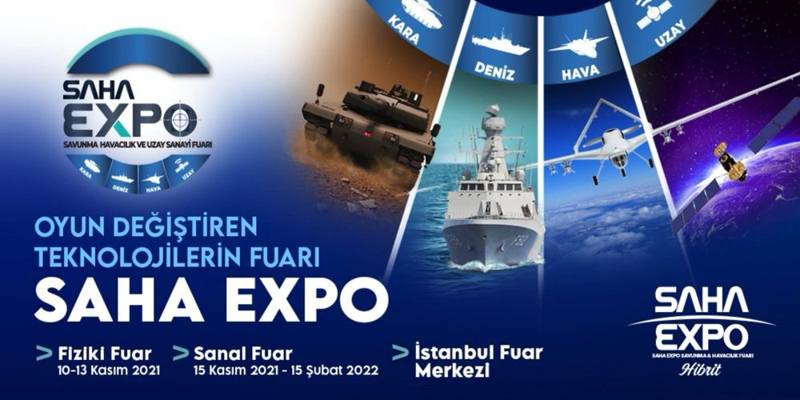 KARA
DENİZ
HAVA
UZAY
SAHA
EXPO
SAVUNMA HAVACILIK VE UZAY SANAYİ FUARI
KARA
DENİZ
HAVA
UZAY
OYUN DEĞİŞTİREN
TEKNOLOJİLERİN FUARI
SAHA EXPO
> Fiziki Fuar
10-13 Kasım 2021
> Sanal Fuar
15 Kasım 2021 - 15 Şubat 2022
> İstanbul Fuar
Merkezi
SAHA
EXPO
SAHA EXPO SAVUNMA & HAVACILIK FUARI
Hibrit